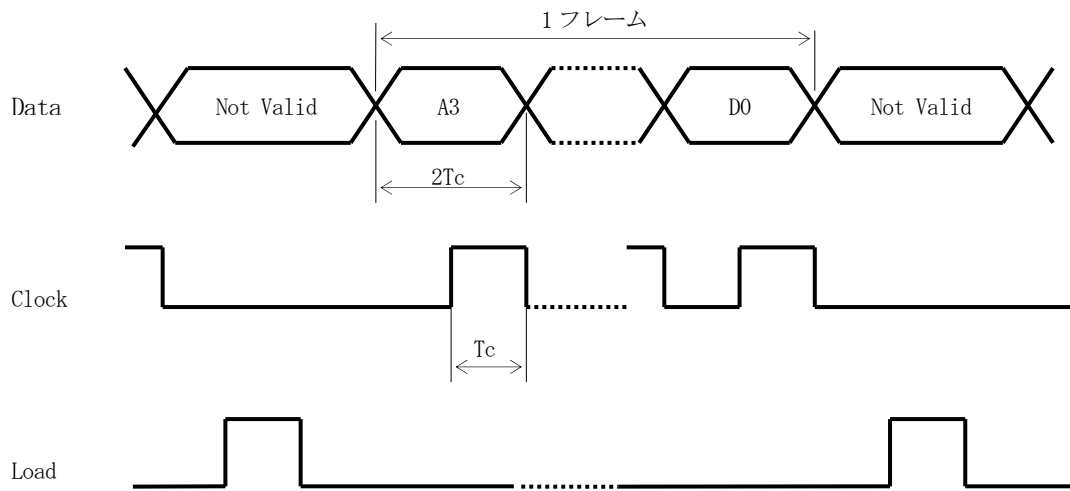 1フレーム
Data
Not Valid
A3
D0
Not Valid
2Tc
Clock
Tc
Load